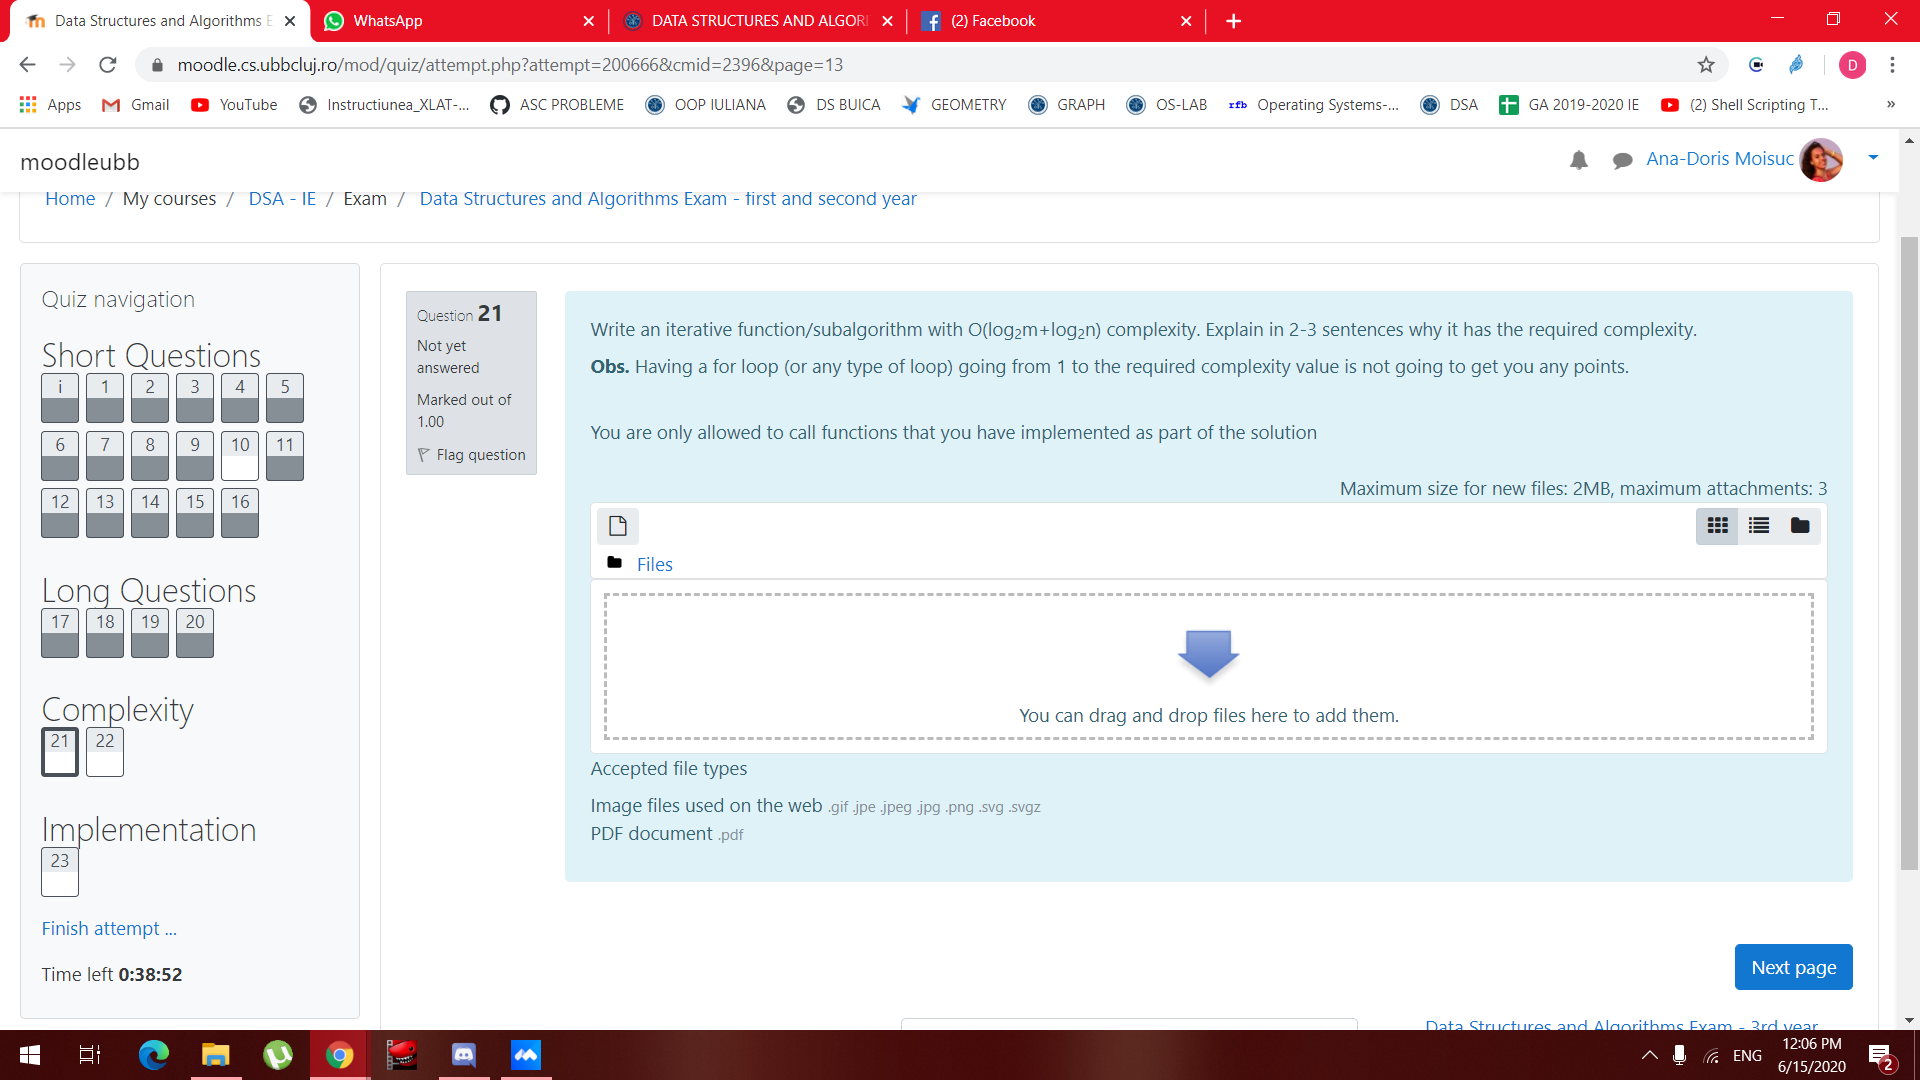 Data Structures and Algorithms E
WhatsApp
DATA STRUCTURES AND ALGORI
(2) Facebook
moodle.cs.ubbcluj.ro/mod/quiz/attempt.php?attempt=200666&cmid=2396&page=13
D
Apps
Gmail
YouTube
Instructiunea_XLAT-...
ASC PROBLEME
OOP IULIANA
DS BUICA
GEOMETRY
GRAPH
OS-LAB
rfb
Operating Systems-...
DSA
GA 2019-2020 IE
(2) Shell Scripting T...
»
moodleubb
Ana-Doris Moisuc
Home / My courses / DSA - IE / Exam / Data Structures and Algorithms Exam - first and second year
Quiz navigation
Short Questions
i 1 2 3 4 5
6 7 8 9 10 11
12 13 14 15 16
Long Questions
17 18 19 20
Complexity
21 22
Implementation
23
Finish attempt ...
Time left 0:38:52
Question 21
Not yet
answered
Marked out of
1.00
Flag question
Write an iterative function/subalgorithm with O(log₂m+log₂n) complexity. Explain in 2-3 sentences why it has the required complexity.
Obs. Having a for loop (or any type of loop) going from 1 to the required complexity value is not going to get you any points.
You are only allowed to call functions that you have implemented as part of the solution
Maximum size for new files: 2MB, maximum attachments: 3
Files
You can drag and drop files here to add them.
Accepted file types
Image files used on the web .gif .jpe .jpeg .jpg .png .svg .svgz
PDF document .pdf
Next page
Data Structures and Algorithms Exam - 3rd year
ENG
12:06 PM
6/15/2020
2